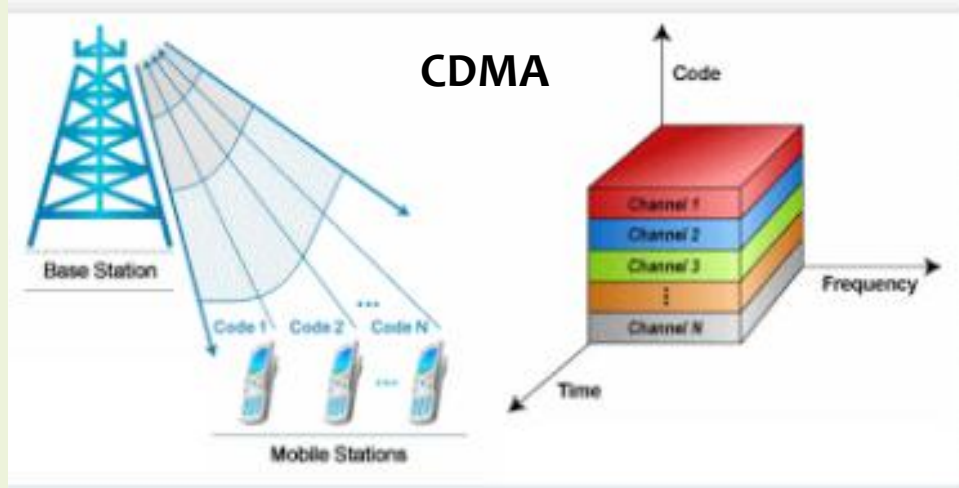 CDMA
Base Station
Code 1 Code 2 ... Code N
...
Mobile Stations
Code
Channel 1
Channel 2
Channel 3
⋮
Channel N
Frequency
Time